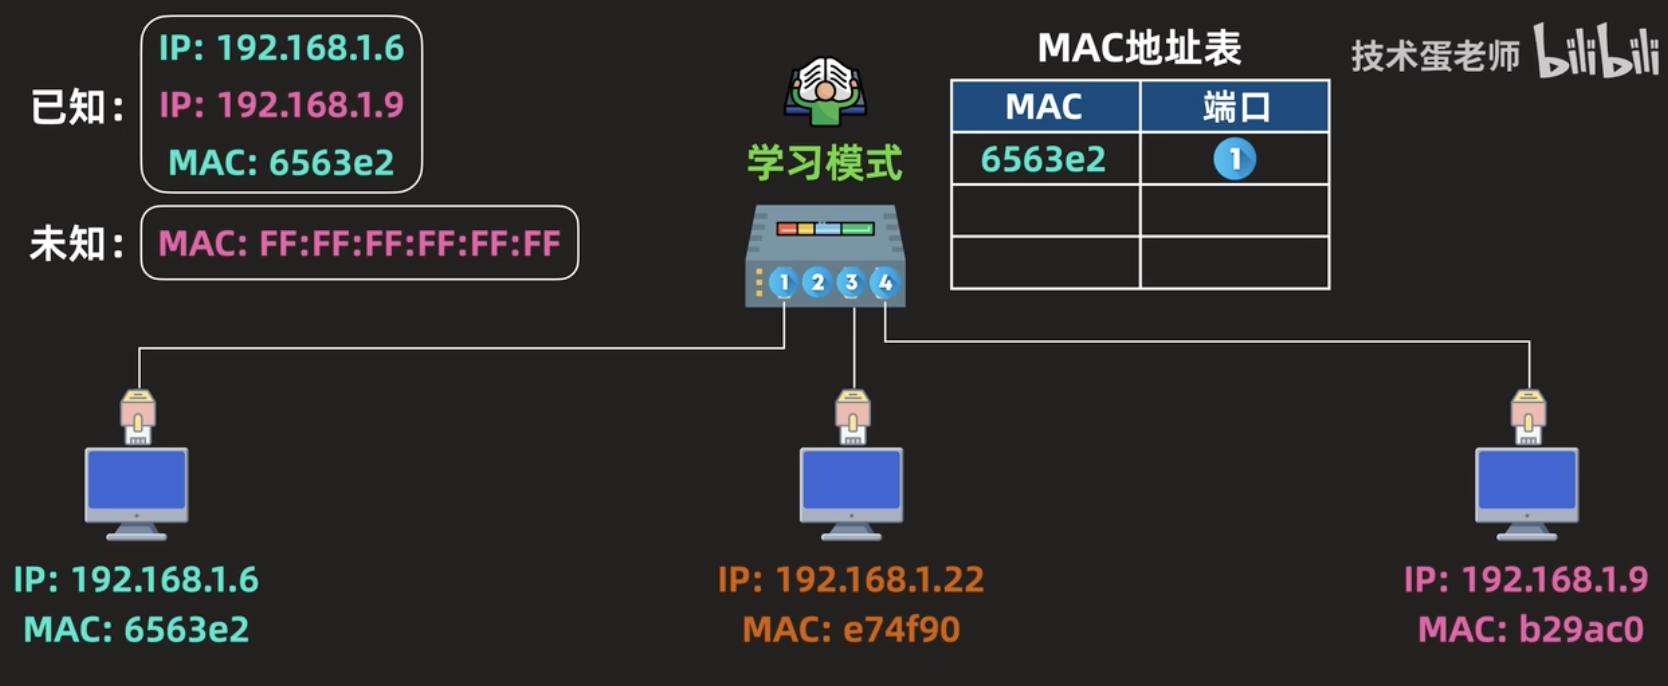 已知：
IP: 192.168.1.6
IP: 192.168.1.9
MAC: 6563e2
未知：
MAC: FF:FF:FF:FF:FF:FF
学习模式
1 2 3 4
MAC地址表
MAC 端口
6563e2 1
技术蛋老师 bilibili
IP: 192.168.1.6
MAC: 6563e2
IP: 192.168.1.22
MAC: e74f90
IP: 192.168.1.9
MAC: b29ac0